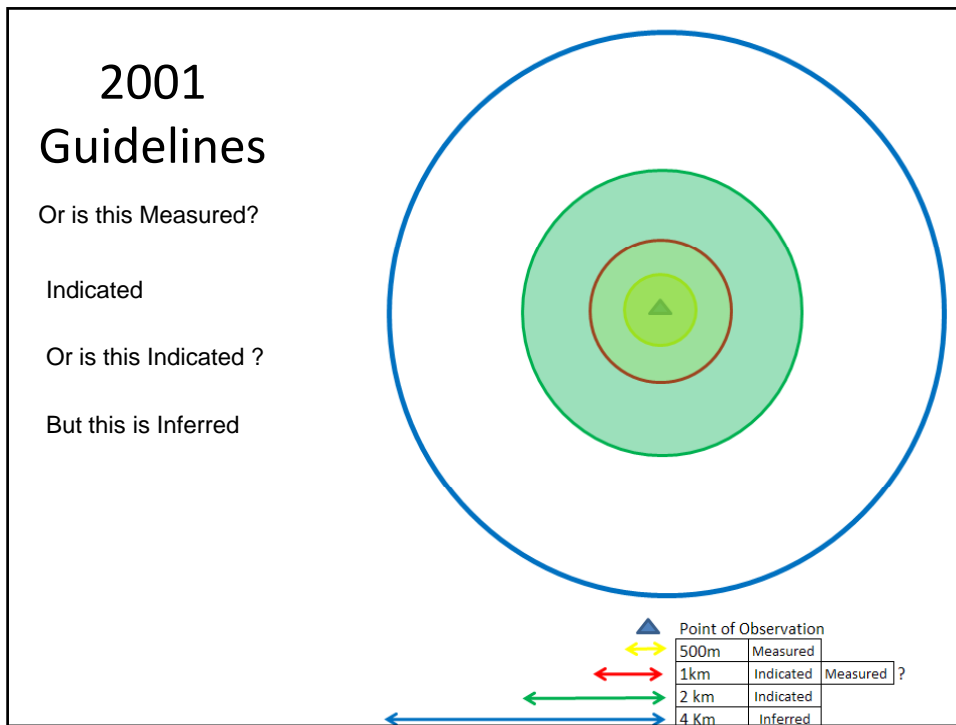 2001
Guidelines
Or is this Measured?
Indicated
Or is this Indicated ?
But this is Inferred
Point of Observation
500m Measured
1km Indicated Measured ?
2 km Indicated
4 Km Inferred